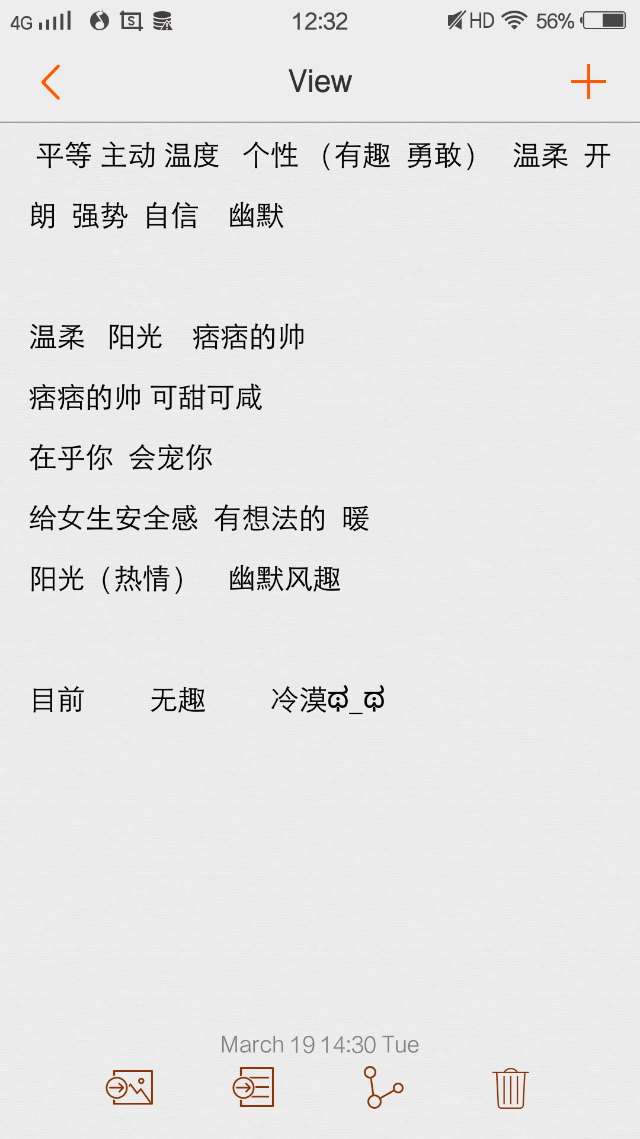 4G 12:32 HD 56%
View
平等 主动 温度 个性 （有趣 勇敢） 温柔 开
朗 强势 自信 幽默
温柔 阳光 痞痞的帅
痞痞的帅 可甜可咸
在乎你 会宠你
给女生安全感 有想法的 暖
阳光（热情） 幽默风趣
目前 无趣 冷漠ಥ_ಥ
March 19 14:30 Tue